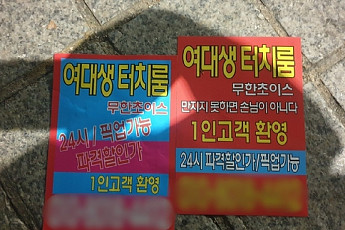 여대생 터치룸
무한초이스
24시/픽업가능
파격할인가
1인고객 환영
여대생 터치룸
무한초이스
만지지 못하면 손님이 아니다
1인고객 환영
24시 파격할인가/픽업가능